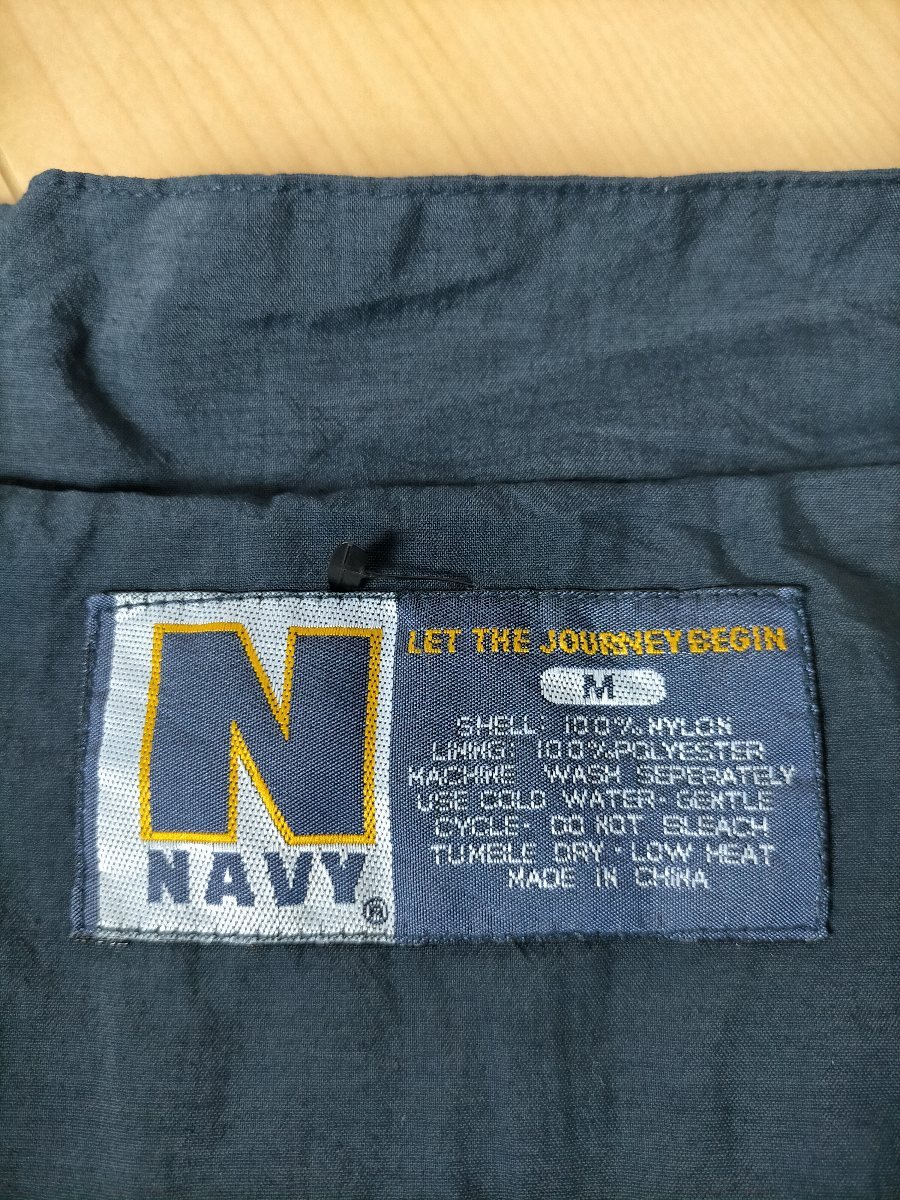 N
NAVY®
LET THE JOURNEY BEGIN
M
SHELL: 100% NYLON
LINING: 100% POLYESTER
MACHINE WASH SEPERATELY
USE COLD WATER - GENTLE
CYCLE - DO NOT BLEACH
TUMBLE DRY - LOW HEAT
MADE IN CHINA